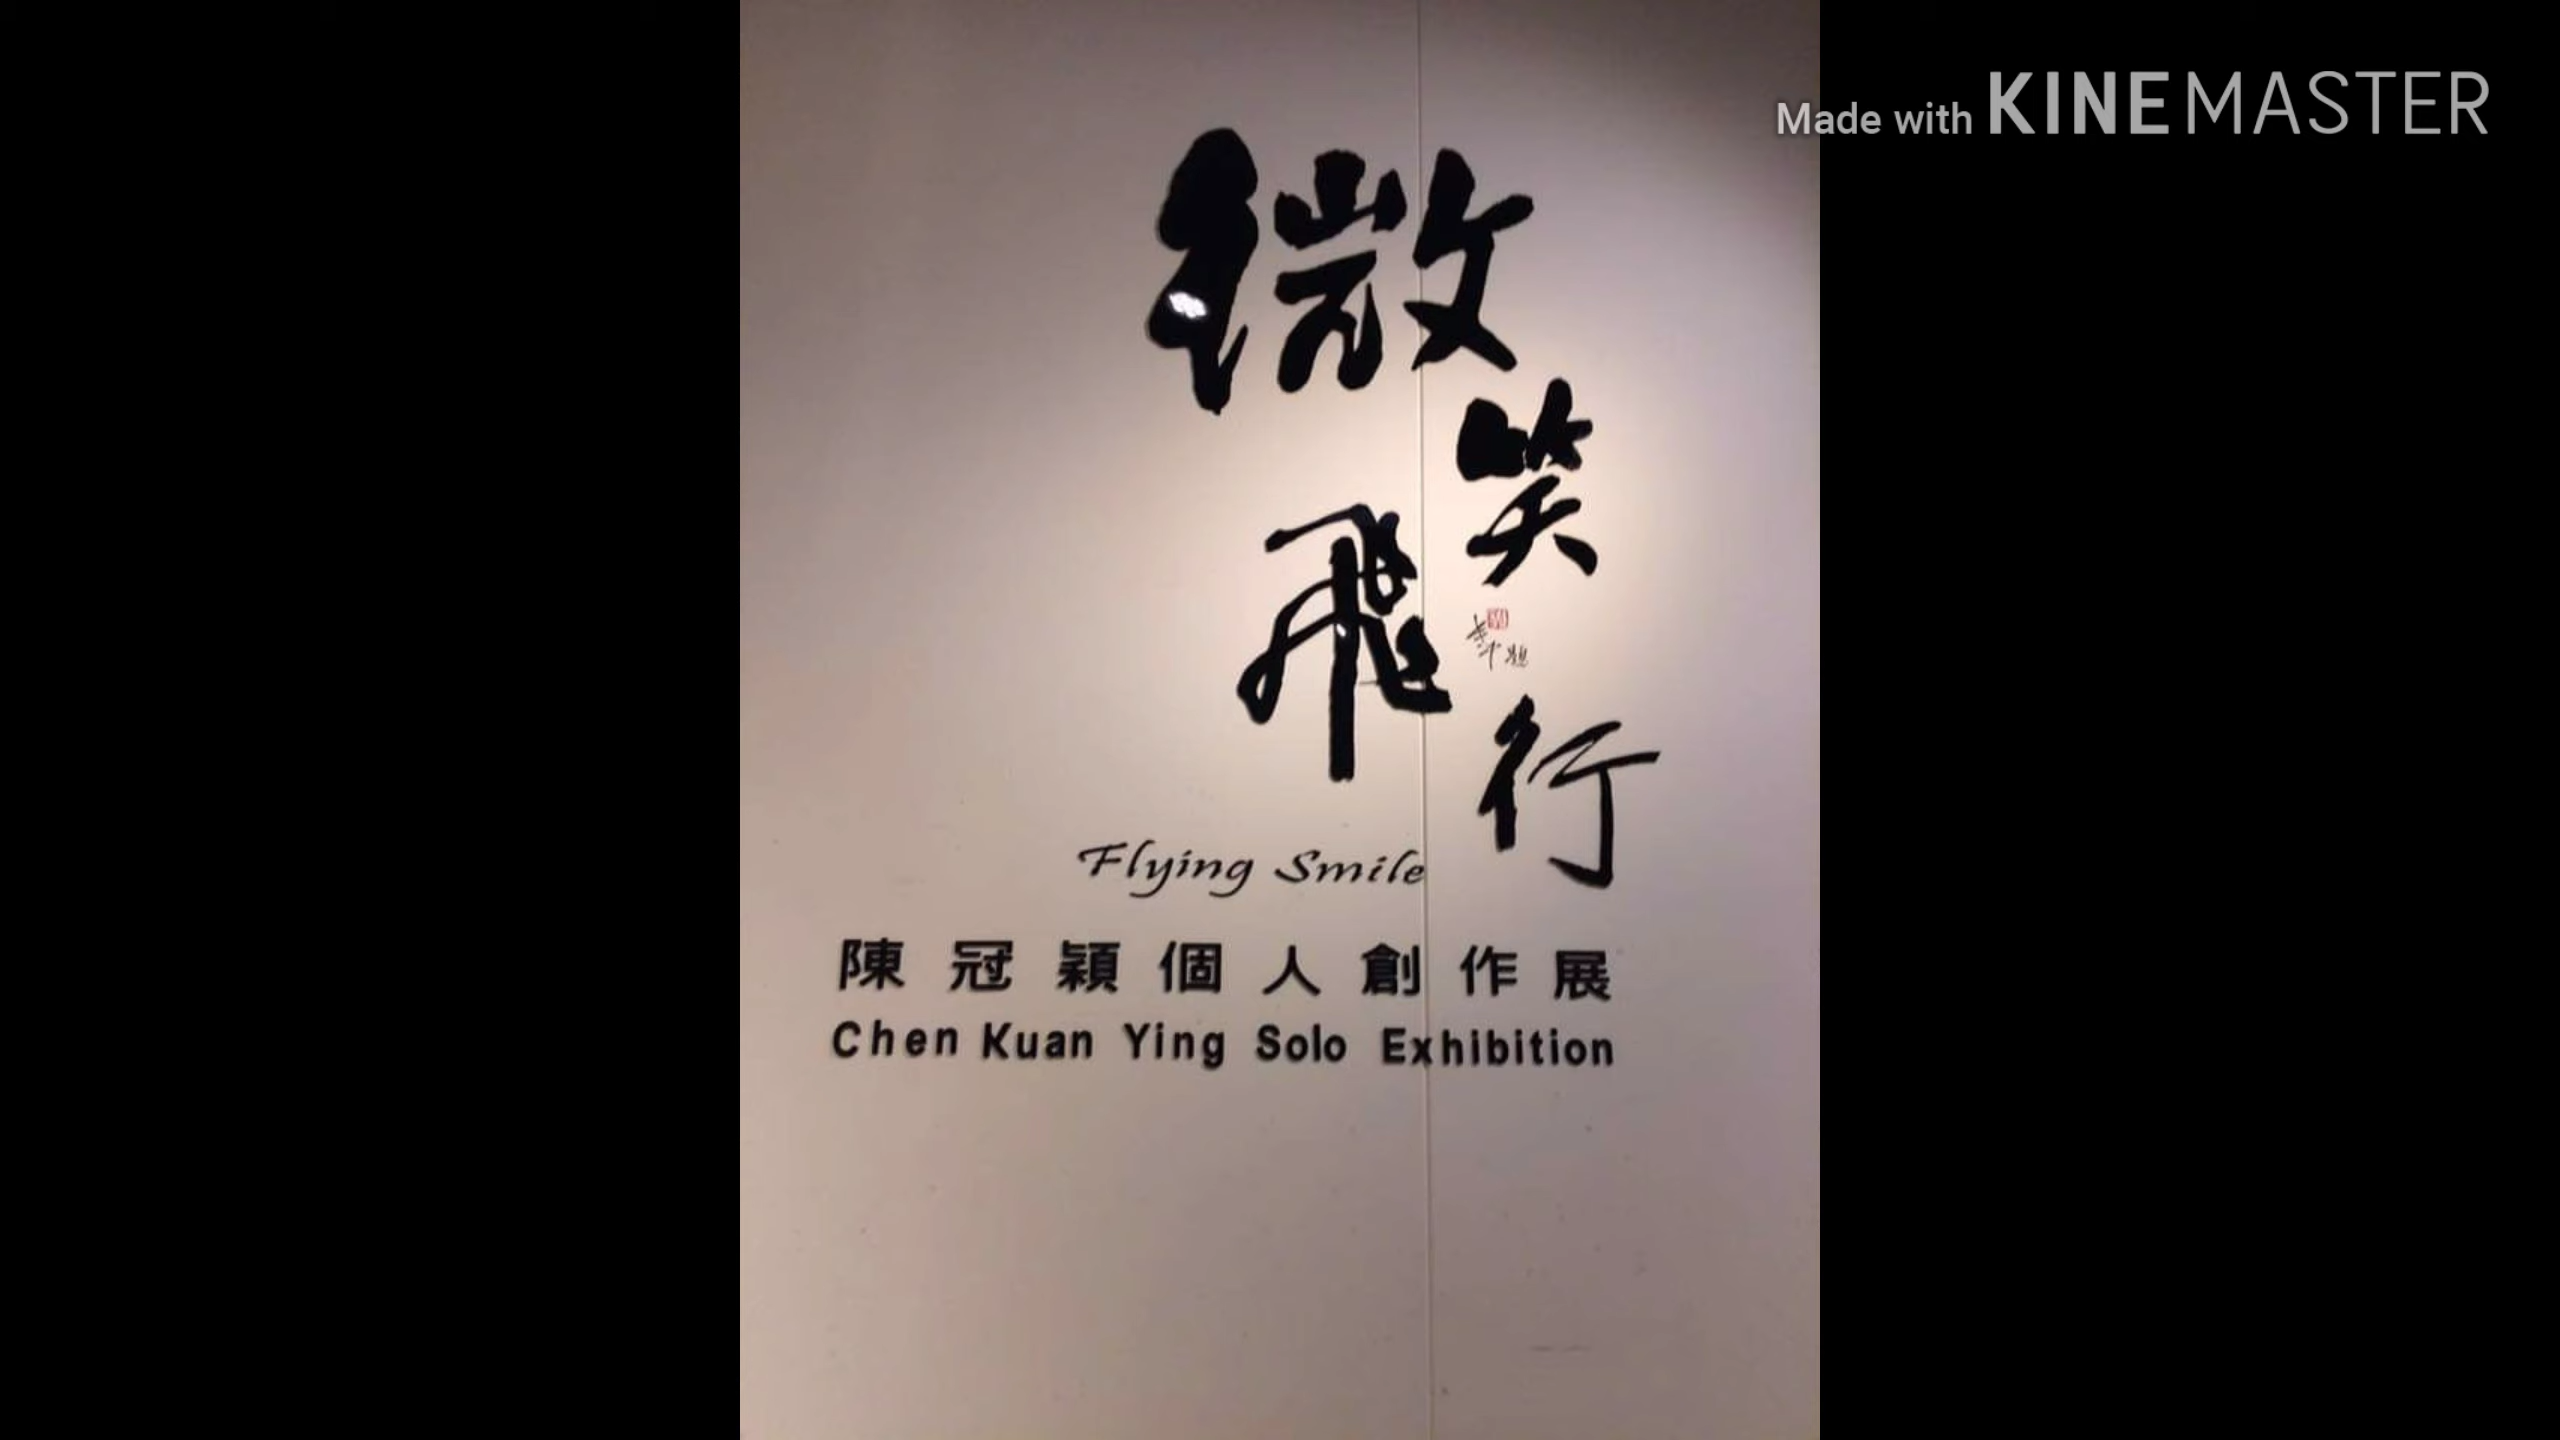 Made with KINEMASTER
微笑
飛行
Flying Smile
陳冠穎個人創作展
Chen Kuan Ying Solo Exhibition